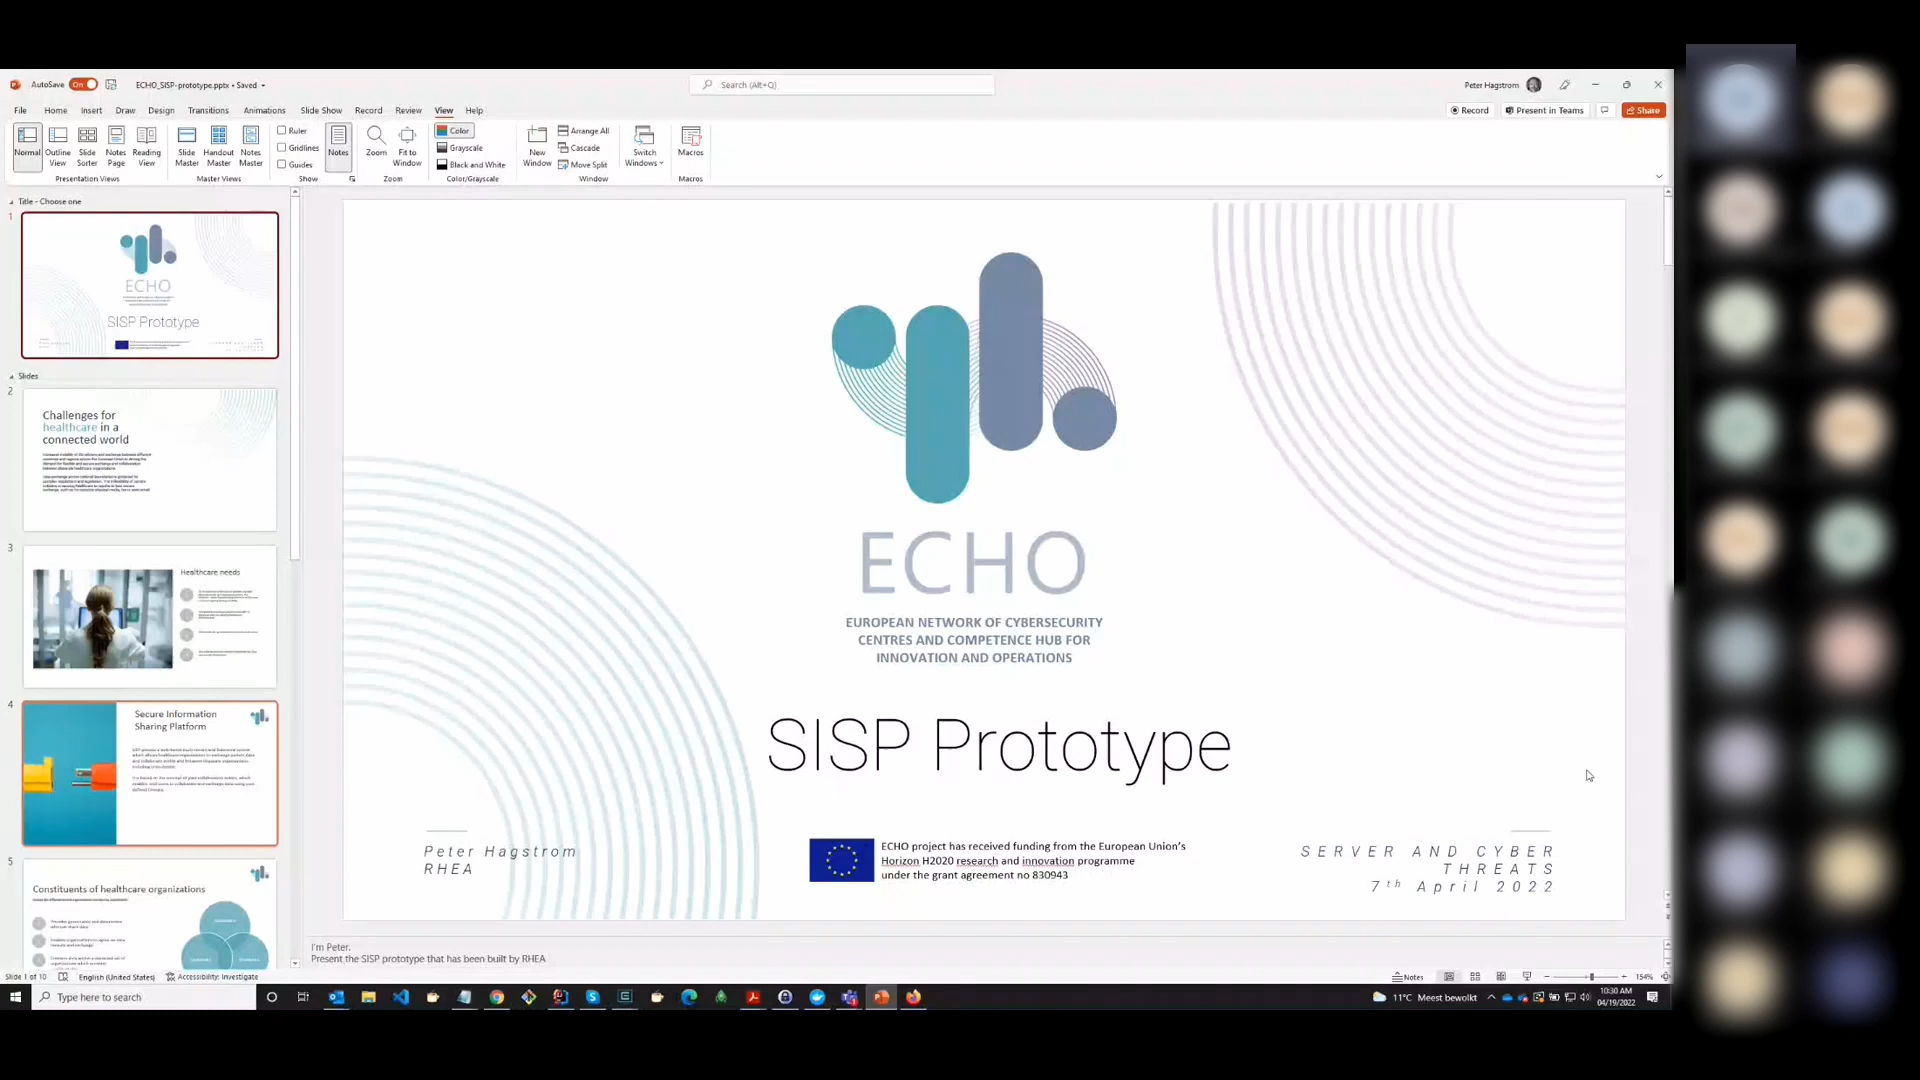 AutoSave On ECHO_SISP-prototype.pptx • Saved Search (Alt+Q) Peter Hagstrom
File Home Insert Draw Design Transitions Animations Slide Show Record Review View Help Record Present in Teams Share
Normal Outline View Slide Sorter Notes Page Reading View
Presentation Views
Slide Master Handout Master Notes Master
Master Views
Ruler
Gridlines
Guides
Show
Notes
Zoom Fit to Window
Zoom
Color
Grayscale
Black and White
Color/Grayscale
New Window
Arrange All
Cascade
Move Split
Switch Windows
Window
Macros
Macros
Title - Choose one
1
ECHO
SISP Prototype
Slides
2
Challenges for
healthcare in a
connected world
3
Healthcare needs
4
Secure Information
Sharing Platform
5
Constituents of healthcare organizations
ECHO
EUROPEAN NETWORK OF CYBERSECURITY
CENTRES AND COMPETENCE HUB FOR
INNOVATION AND OPERATIONS
SISP Prototype
Peter Hagstrom
RHEA
ECHO project has received funding from the European Union's
Horizon H2020 research and innovation programme
under the grant agreement no 830943
SERVER AND CYBER
THREATS
7th April 2022
I'm Peter.
Present the SISP prototype that has been built by RHEA
Slide 1 of 10 English (United States) Accessibility: Investigate Notes 154%
Type here to search 11°C Meest bewolkt 10:30 AM
04/19/2022